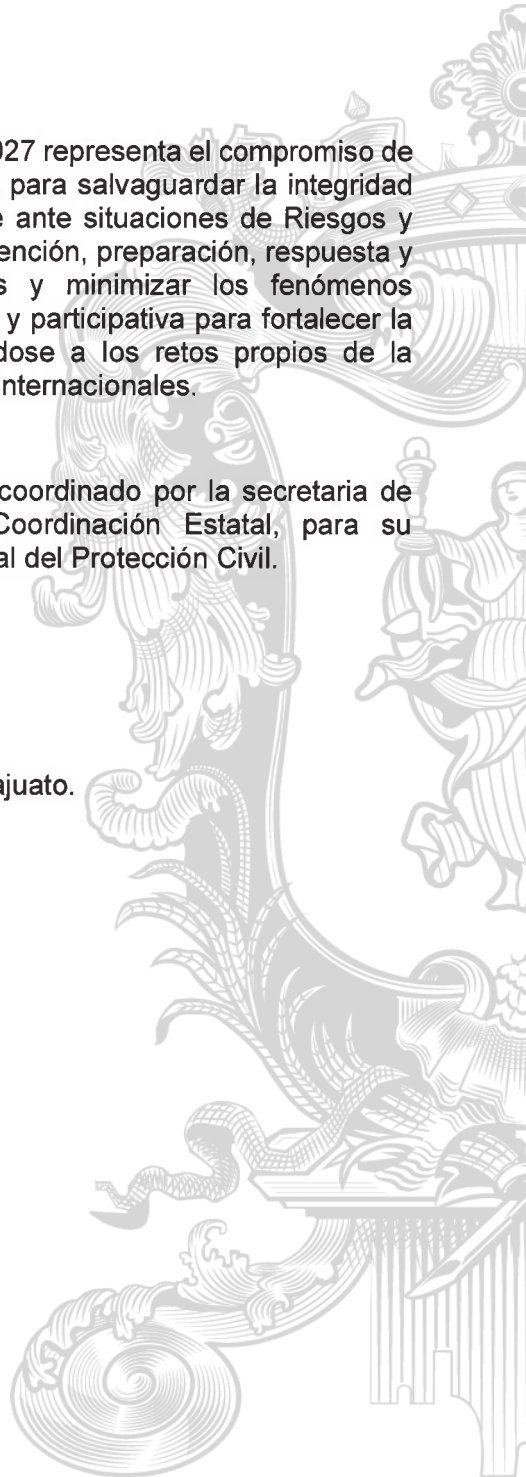 027 representa el compromiso de
para salvaguardar la integridad
e ante situaciones de Riesgos y
ención, preparación, respuesta y
s y minimizar los fenómenos
y participativa para fortalecer la
dose a los retos propios de la
internacionales.
coordinado por la secretaria de
Coordinación Estatal, para su
al del Protección Civil.
ajuato.